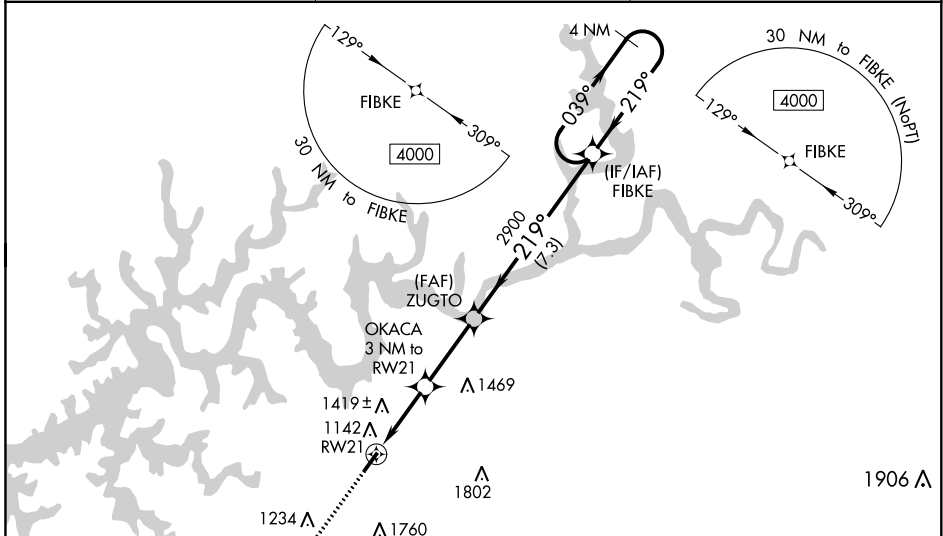 129°
FIBKE
309°
4000
30 NM to FIBKE
4 NM
039°
219°
(IF/IAF)
FIBKE
30 NM to FIBKE (NoPT)
4000
129°
FIBKE
309°
2900
219°
(7.3)
(FAF)
ZUGTO
OKACA
3 NM to
RW21
1469
1419±
1142
RW21
1802
1906
1234
1760